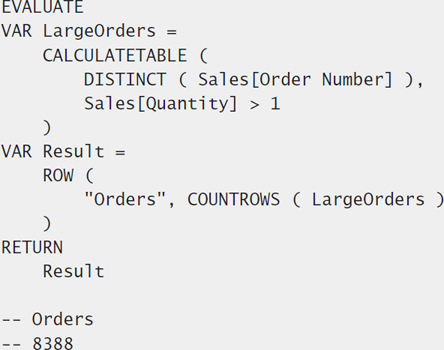 EVALUATE
VAR LargeOrders =
    CALCULATETABLE (
        DISTINCT ( Sales[Order Number] ),
        Sales[Quantity] > 1
    )
VAR Result =
    ROW (
        "Orders", COUNTROWS ( LargeOrders )
    )
RETURN
    Result

-- Orders
-- 8388